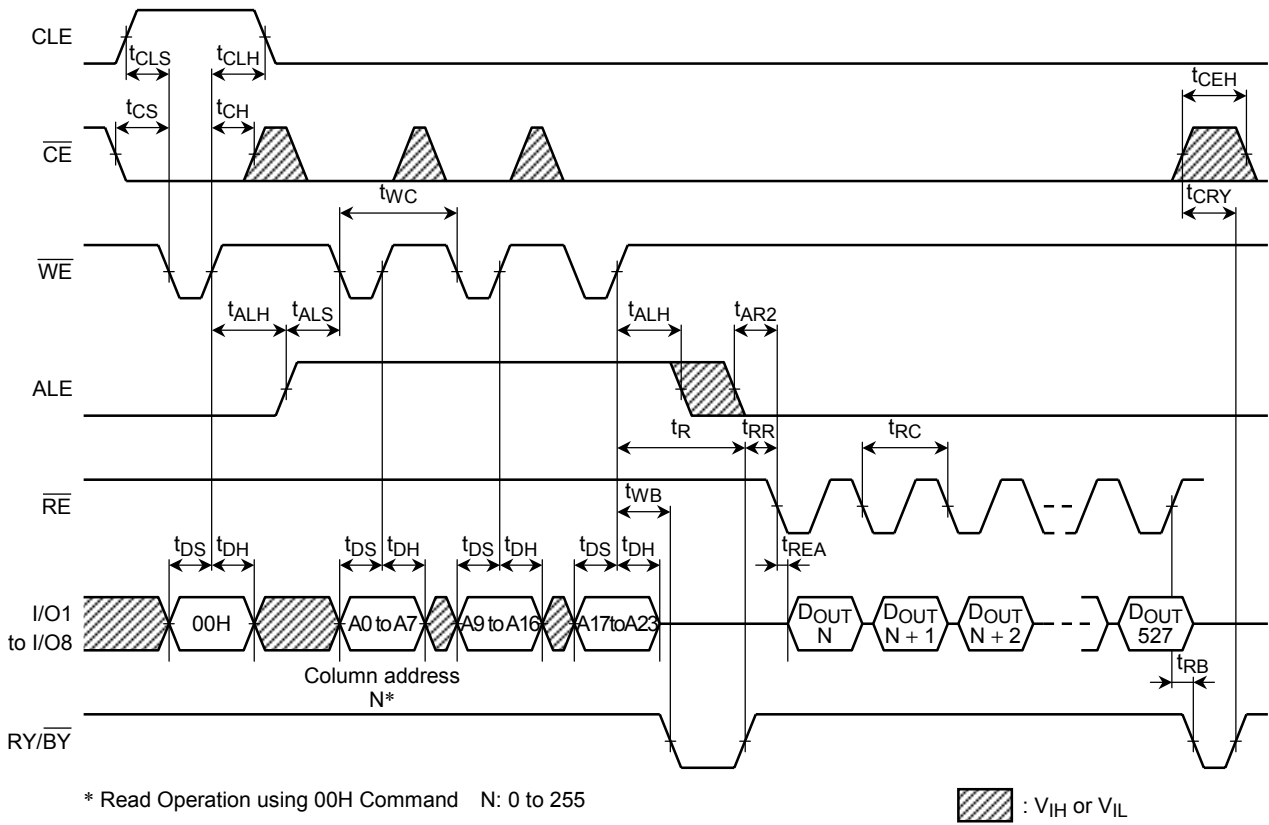 CLE
tCLS
tCLH
tCEH
tCS
tCH
CE
tWC
tCRY
WE
tALH
tALS
tALH
tAR2
ALE
tR
tRR
tRC
RE
tWB
tREA
tDS
tDH
tDS
tDH
tDS
tDH
tDS
tDH
I/O1
to I/O8
00H
A0 to A7
A9 to A16
A17 to A23
DOUT
N
DOUT
N + 1
DOUT
N + 2
DOUT
527
Column address
N*
tRB
RY/BY
* Read Operation using 00H Command N: 0 to 255
: VIH or VIL